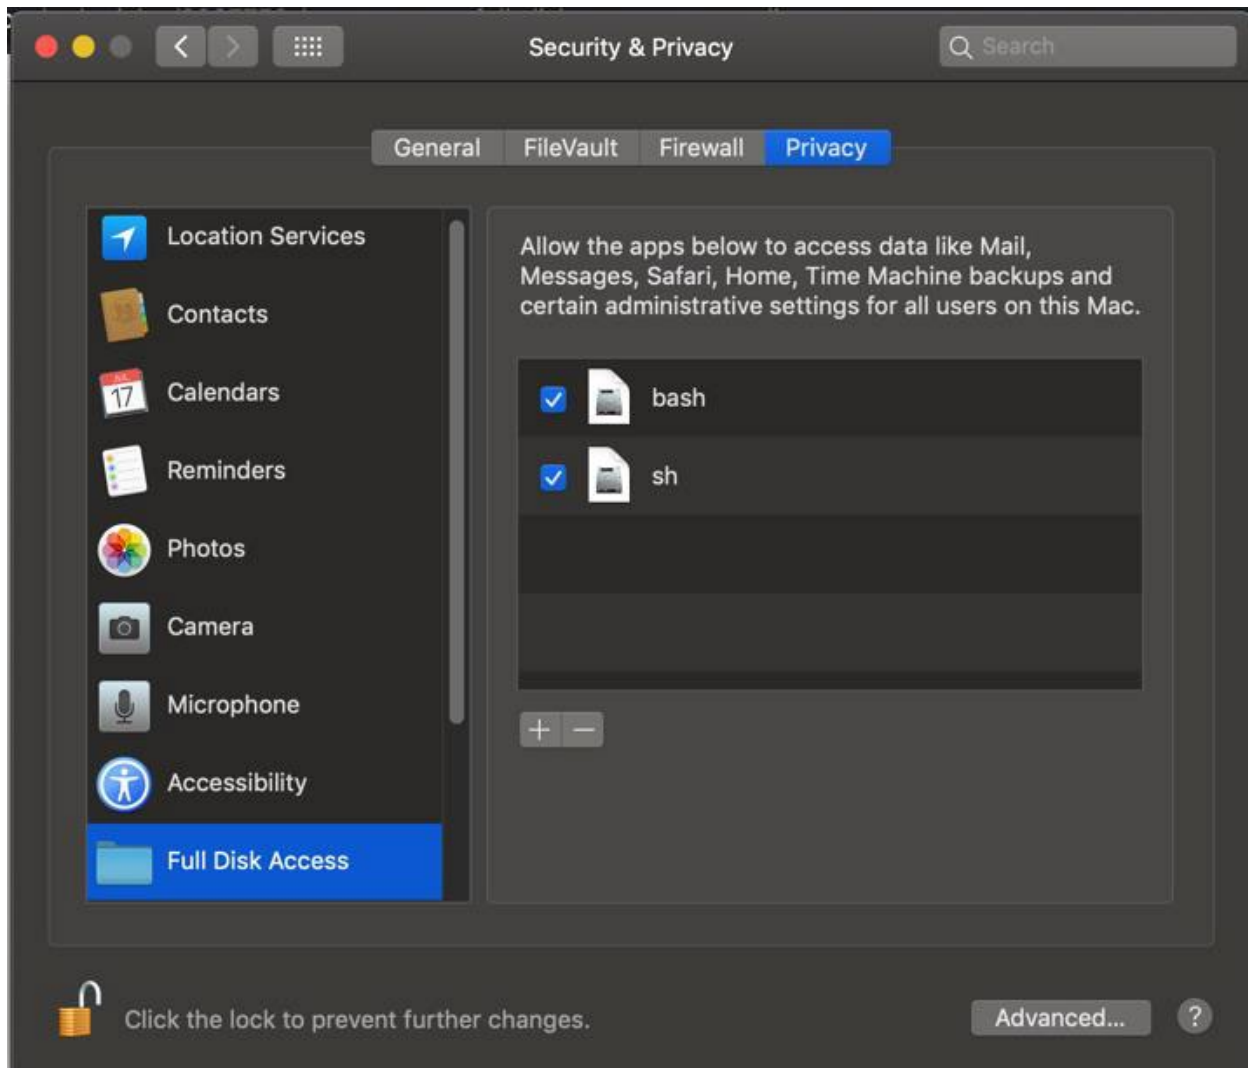 Security & Privacy
Search
General
FileVault
Firewall
Privacy
Location Services
Contacts
JUL
17
Calendars
Reminders
Photos
Camera
Microphone
Accessibility
Full Disk Access
Allow the apps below to access data like Mail,
Messages, Safari, Home, Time Machine backups and
certain administrative settings for all users on this Mac.
bash
sh
Click the lock to prevent further changes.
Advanced...
?